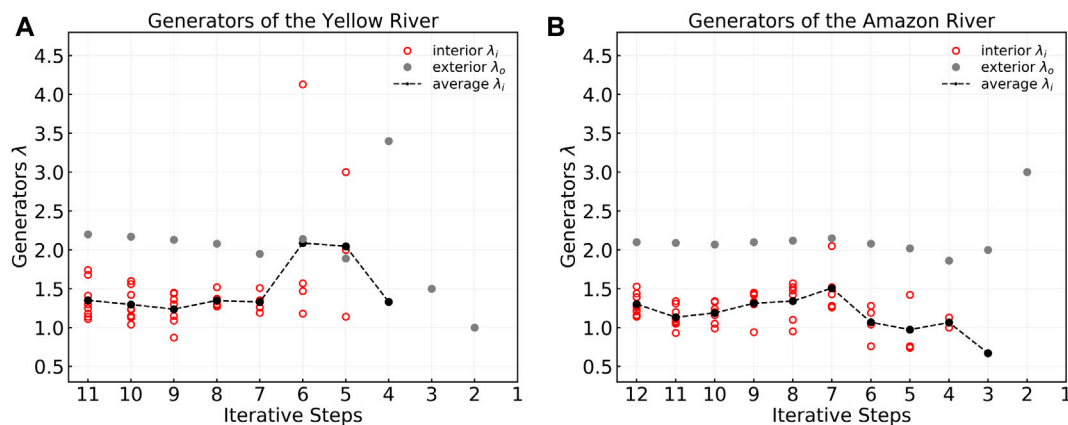 A
Generators of the Yellow River
interior λi
exterior λo
average λi
Generators λ
4.5
4.0
3.5
3.0
2.5
2.0
1.5
1.0
0.5
11 10 9 8 7 6 5 4 3 2 1
Iterative Steps
B
Generators of the Amazon River
interior λi
exterior λo
average λi
Generators λ
4.5
4.0
3.5
3.0
2.5
2.0
1.5
1.0
0.5
12 11 10 9 8 7 6 5 4 3 2 1
Iterative Steps